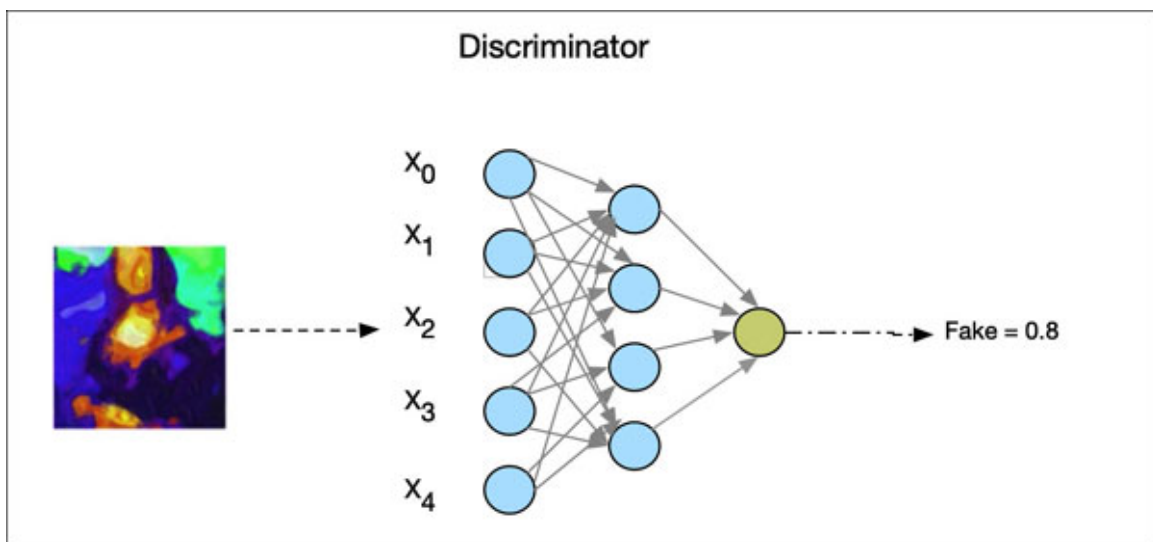 Discriminator
X0
X1
X2
X3
X4
Fake = 0.8